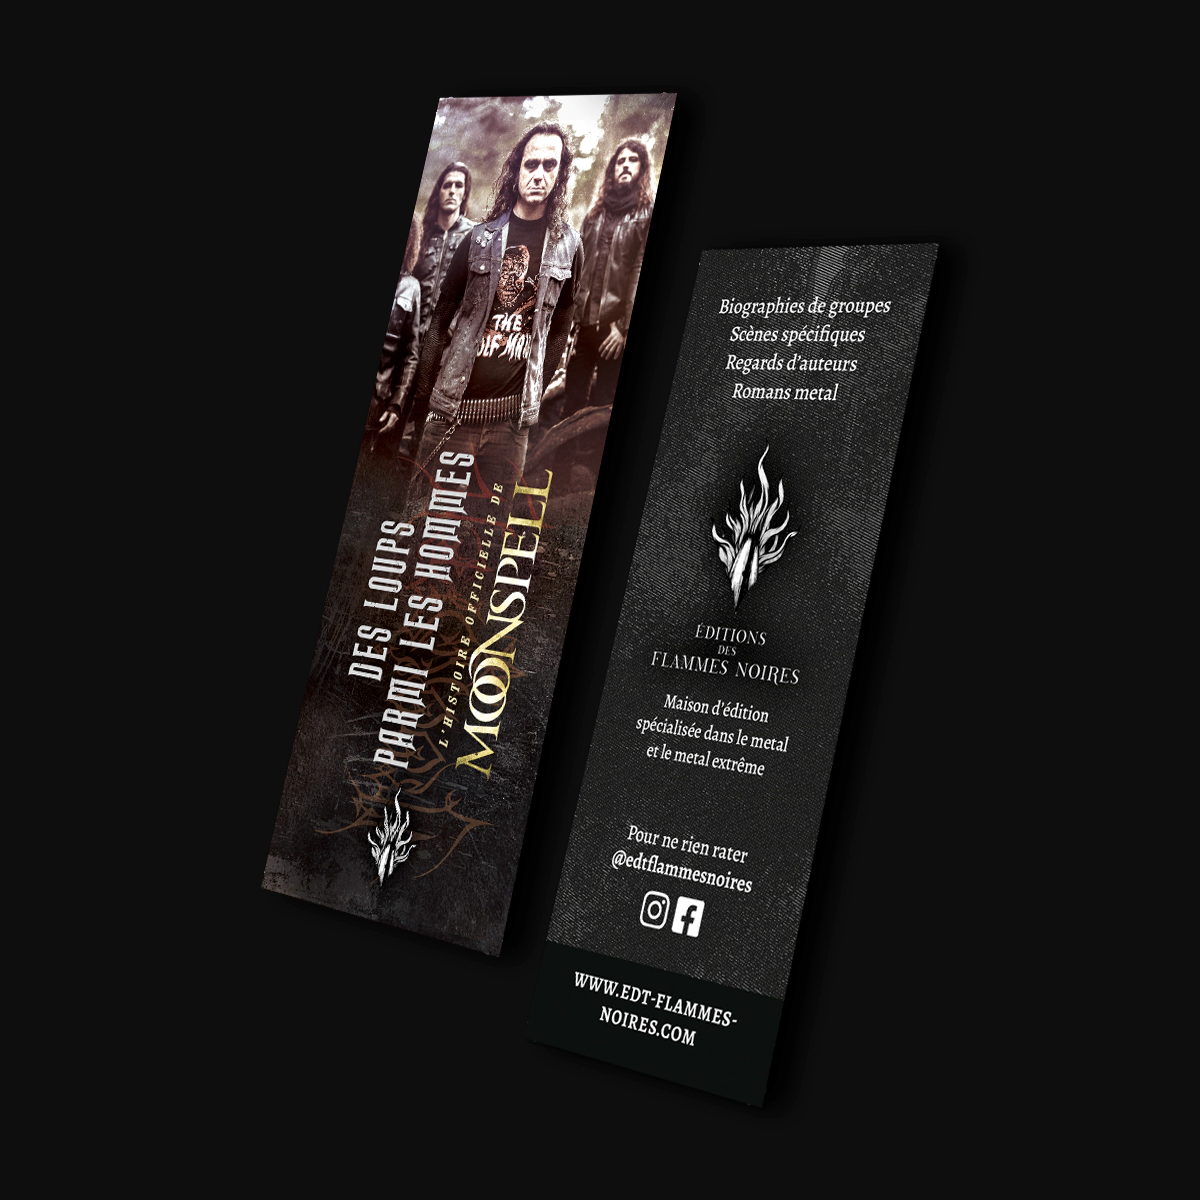 THE
WOLF MAN
DES LOUPS
PARMI LES HOMMES
L'HISTOIRE OFFICIELLE DE
MOONSPELL
Biographies de groupes
Scènes spécifiques
Regards d'auteurs
Romans metal
ÉDITIONS
DES
FLAMMES NOIRES
Maison d'édition
spécialisée dans le metal
et le metal extrême
Pour ne rien rater
@edtflammesnoires
WWW.EDT-FLAMMES-
NOIRES.COM